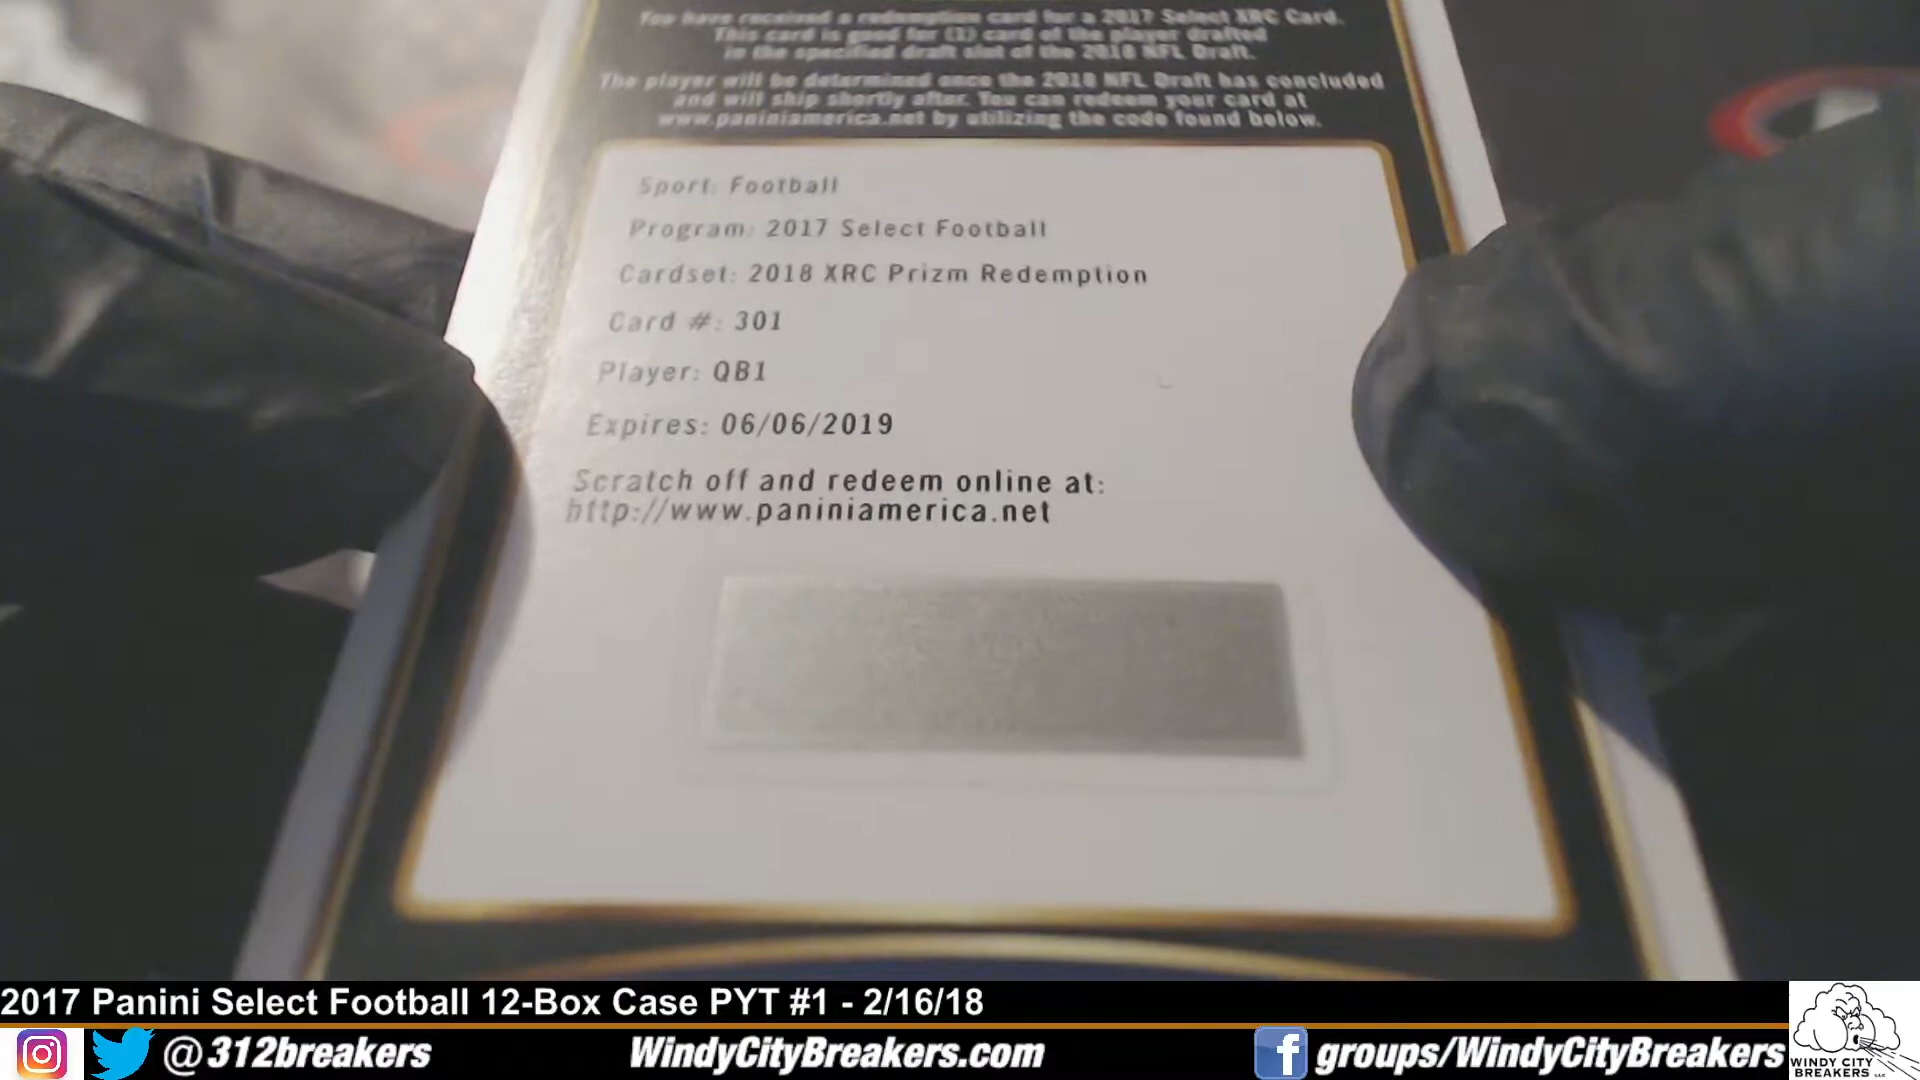 You have received a redemption card for a 2017 Select XRC Card.
This card is good for (1) card of the player drafted
in the specified draft slot of the 2018 NFL Draft.
The player will be determined once the 2018 NFL Draft has concluded
and will ship shortly after. You can redeem your card at
www.paniniamerica.net by utilizing the code found below.
Sport: Football
Program: 2017 Select Football
Cardset: 2018 XRC Prizm Redemption
Card #: 301
Player: QB1
Expires: 06/06/2019
Scratch off and redeem online at:
http://www.paniniamerica.net
2017 Panini Select Football 12-Box Case PYT #1 - 2/16/18
@312breakers
WindyCityBreakers.com
f groups/WindyCityBreakers
WINDY CITY
BREAKERS LLC